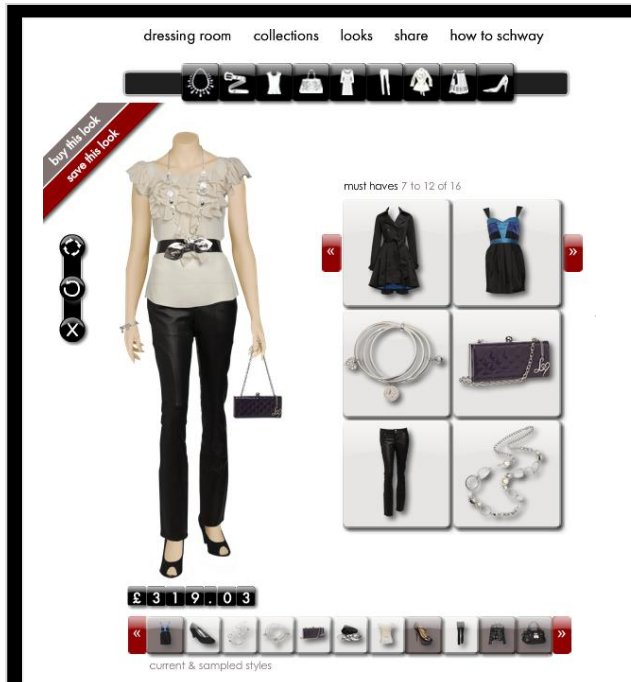 dressing room collections looks share how to schway
buy this look
save this look
must haves 7 to 12 of 16
« »
£319.03
« »
current & sampled styles